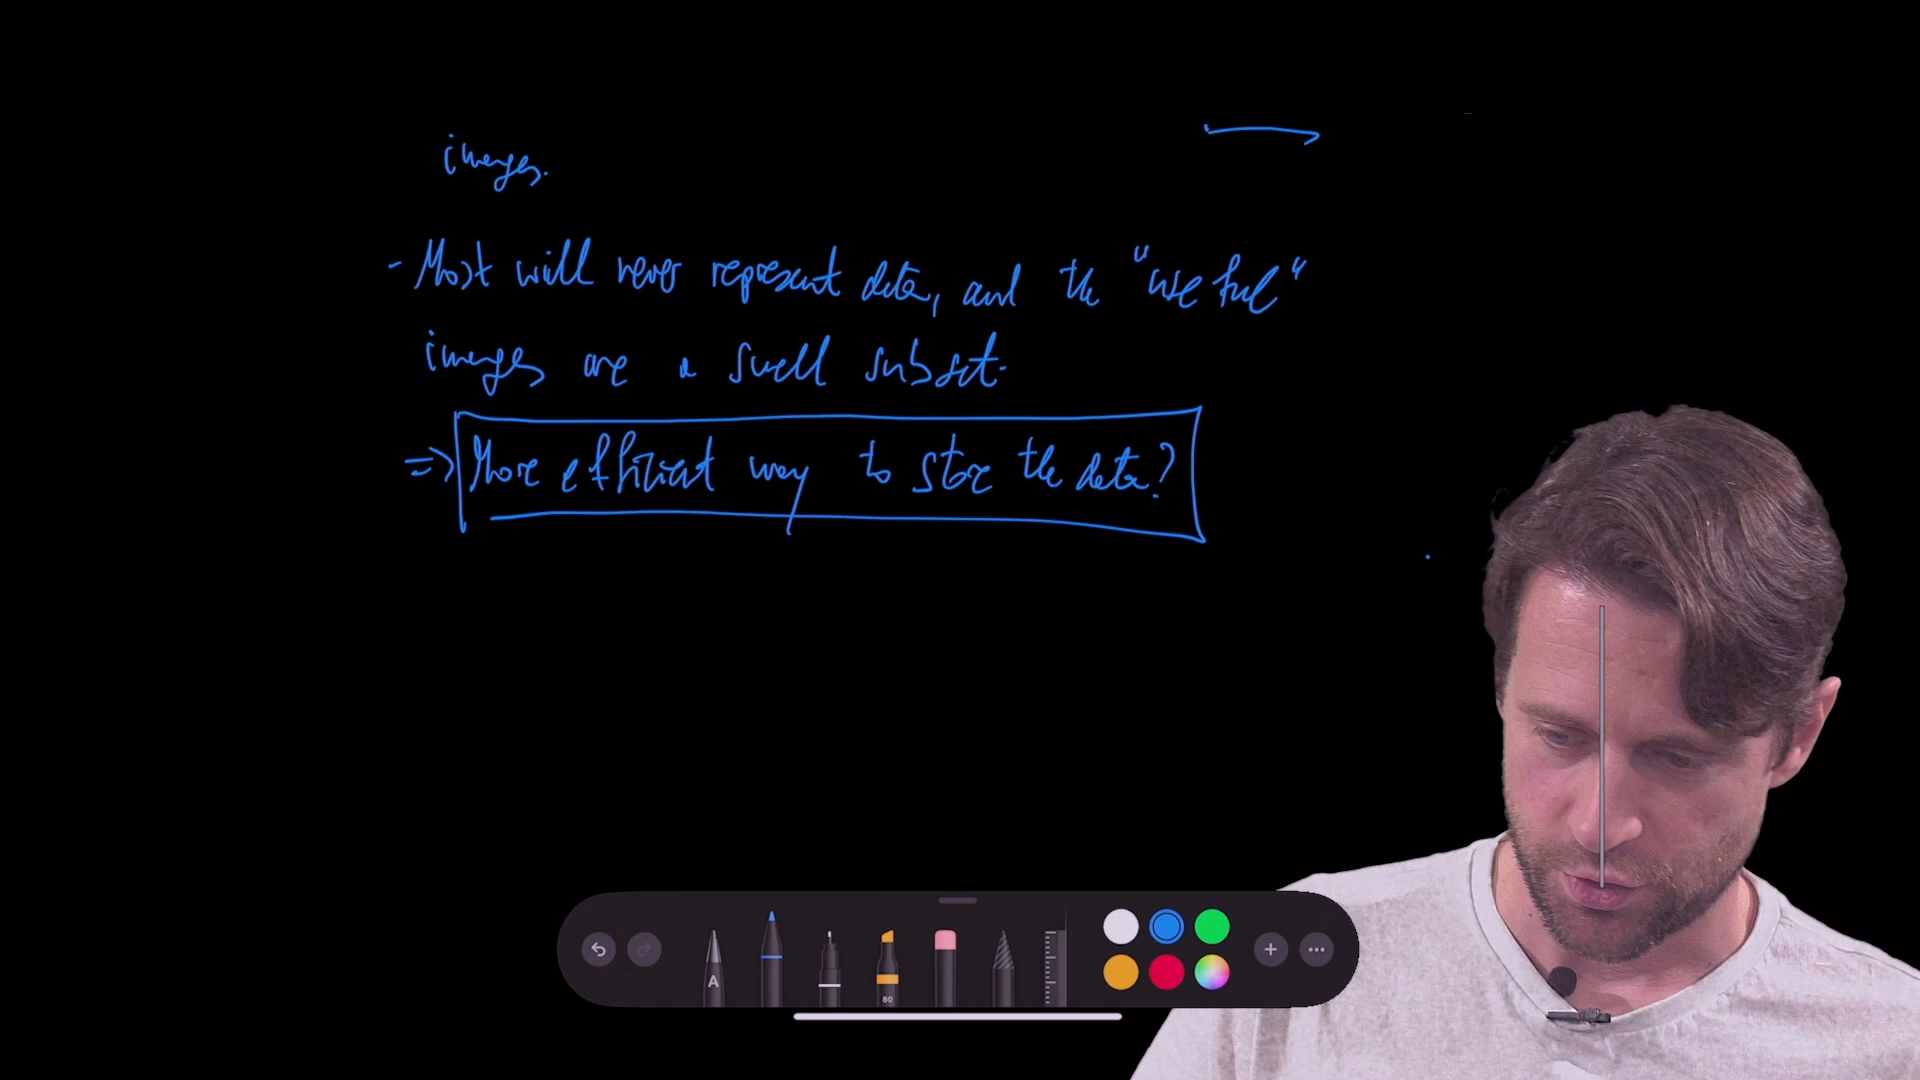 images.
- Most will never represent data, and the "useful"
images are a small subset.
=> More efficient way to store the data?
A
80